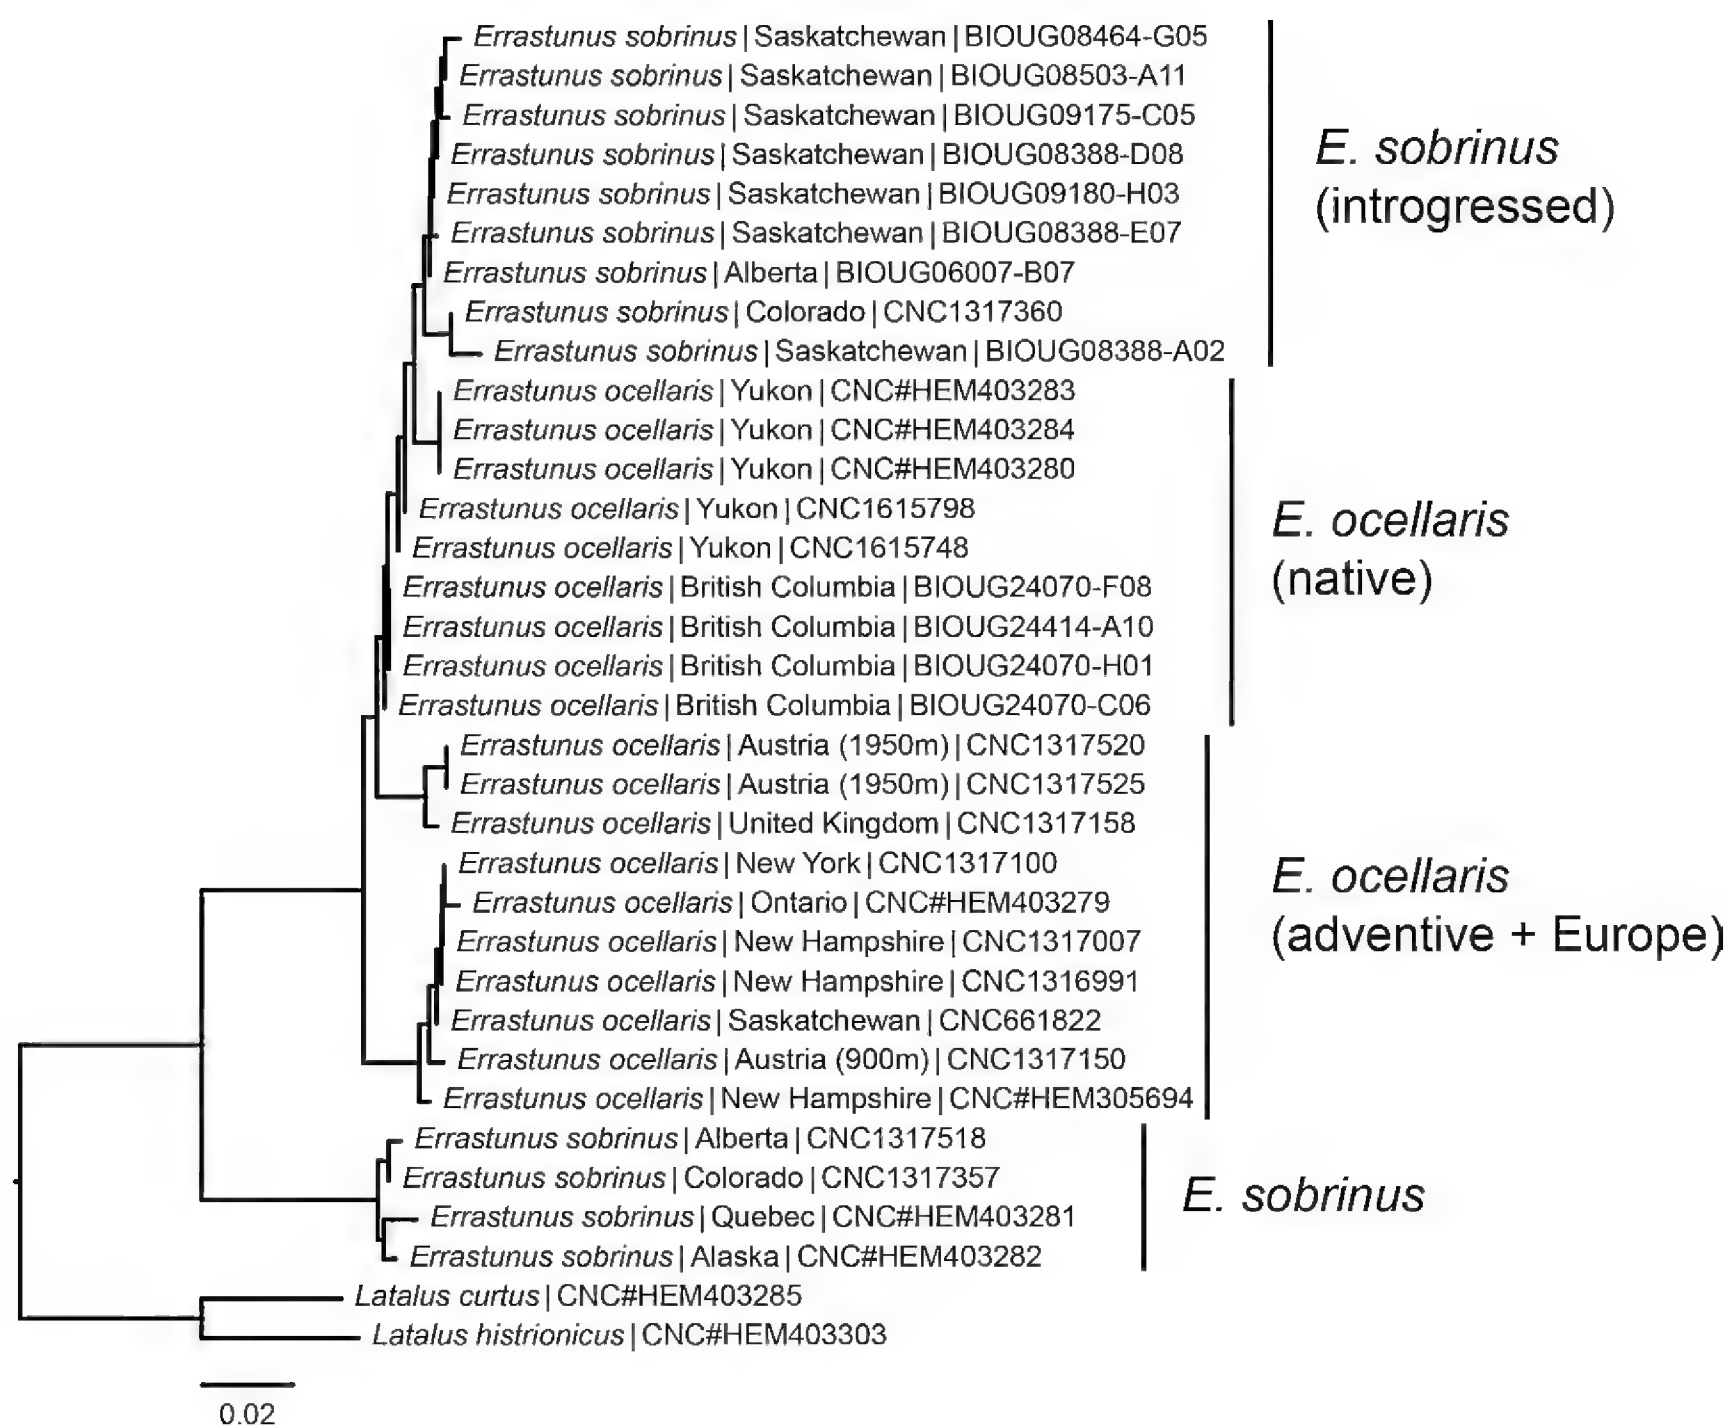 Errastunus sobrinus|Saskatchewan|BIOUG08464-G05
Errastunus sobrinus|Saskatchewan|BIOUG08503-A11
Errastunus sobrinus|Saskatchewan|BIOUG09175-C05
Errastunus sobrinus|Saskatchewan|BIOUG08388-D08
Errastunus sobrinus|Saskatchewan|BIOUG09180-H03
Errastunus sobrinus|Saskatchewan|BIOUG08388-E07
Errastunus sobrinus|Alberta|BIOUG06007-B07
Errastunus sobrinus|Colorado|CNC1317360
Errastunus sobrinus|Saskatchewan|BIOUG08388-A02
E. sobrinus
(introgressed)
Errastunus ocellaris|Yukon|CNC#HEM403283
Errastunus ocellaris|Yukon|CNC#HEM403284
Errastunus ocellaris|Yukon|CNC#HEM403280
Errastunus ocellaris|Yukon|CNC1615798
Errastunus ocellaris|Yukon|CNC1615748
Errastunus ocellaris|British Columbia|BIOUG24070-F08
Errastunus ocellaris|British Columbia|BIOUG24414-A10
Errastunus ocellaris|British Columbia|BIOUG24070-H01
Errastunus ocellaris|British Columbia|BIOUG24070-C06
E. ocellaris
(native)
Errastunus ocellaris|Austria (1950m)|CNC1317520
Errastunus ocellaris|Austria (1950m)|CNC1317525
Errastunus ocellaris|United Kingdom|CNC1317158
Errastunus ocellaris|New York|CNC1317100
Errastunus ocellaris|Ontario|CNC#HEM403279
Errastunus ocellaris|New Hampshire|CNC1317007
Errastunus ocellaris|New Hampshire|CNC1316991
Errastunus ocellaris|Saskatchewan|CNC661822
Errastunus ocellaris|Austria (900m)|CNC1317150
Errastunus ocellaris|New Hampshire|CNC#HEM305694
E. ocellaris
(adventive + Europe)
Errastunus sobrinus|Alberta|CNC1317518
Errastunus sobrinus|Colorado|CNC1317357
Errastunus sobrinus|Quebec|CNC#HEM403281
Errastunus sobrinus|Alaska|CNC#HEM403282
E. sobrinus
Latalus curtus|CNC#HEM403285
Latalus histrionicus|CNC#HEM403303
0.02